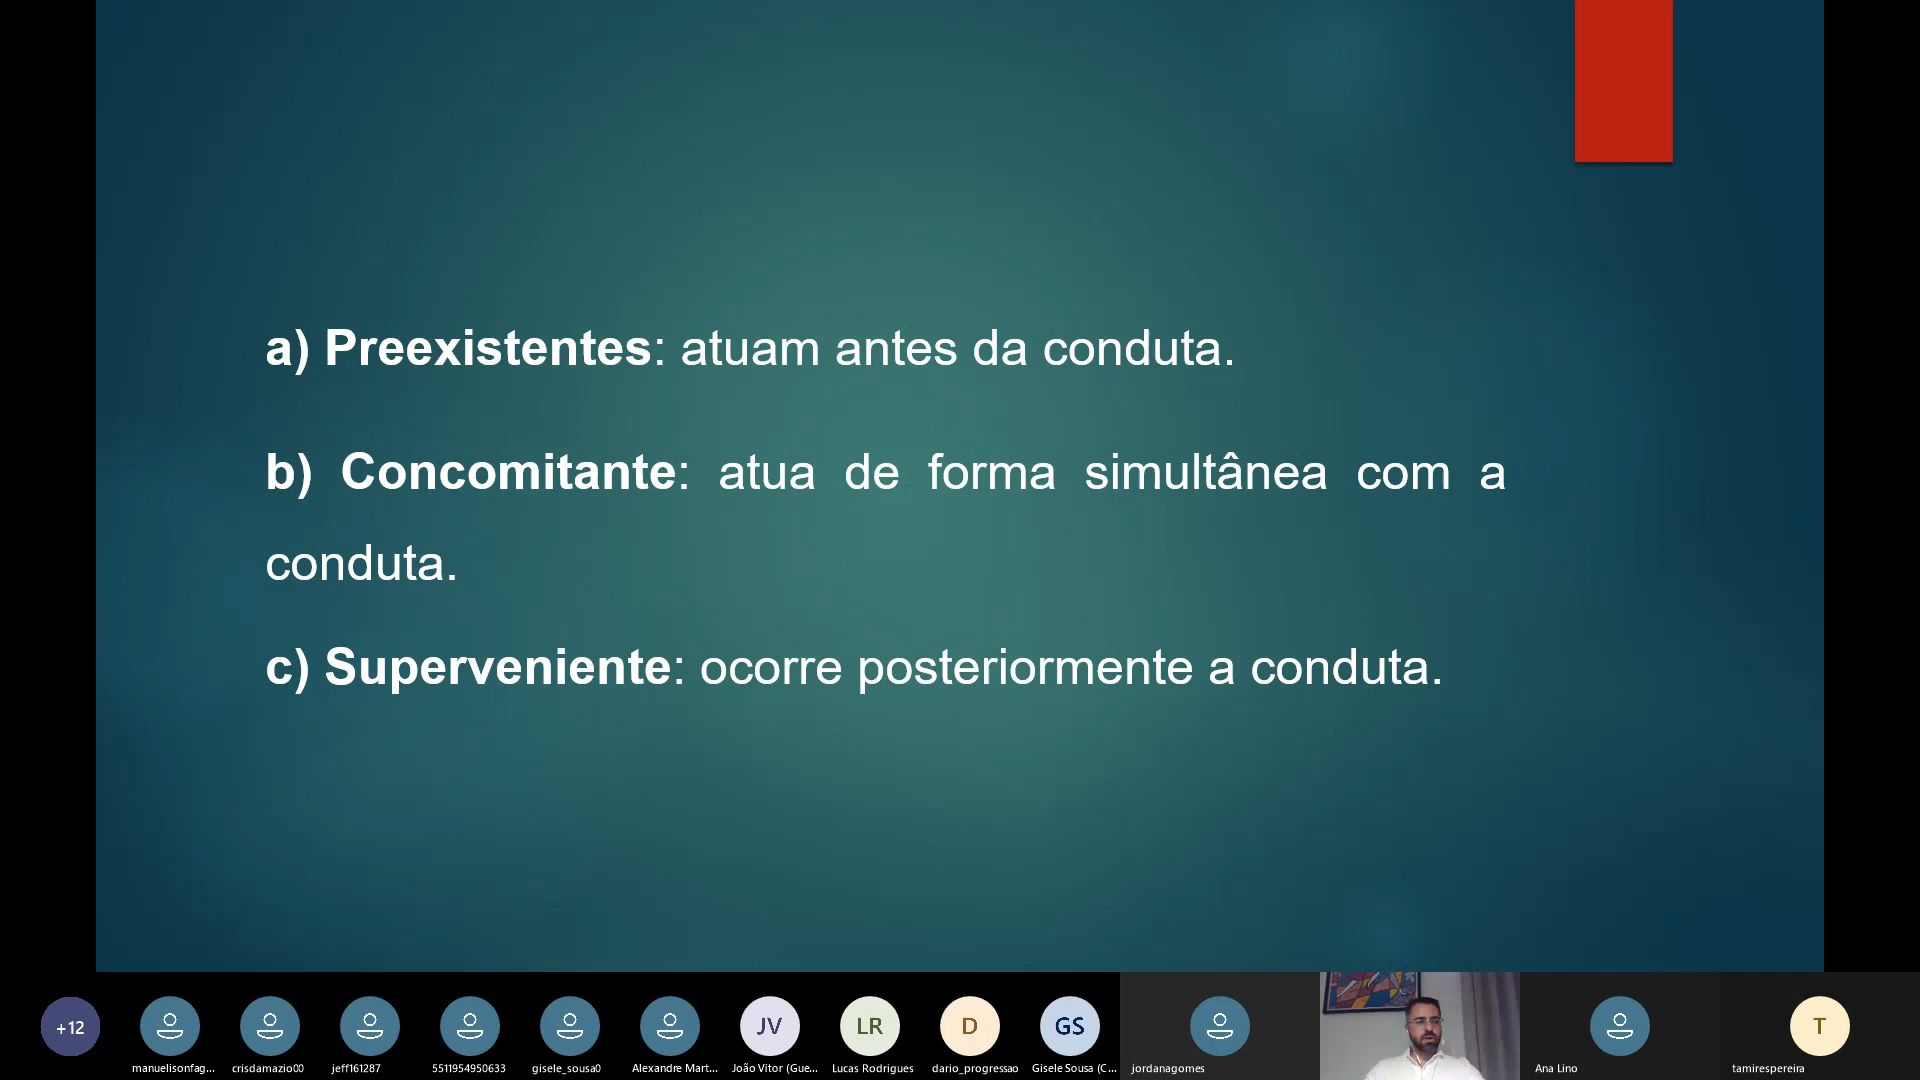 a) Preexistentes: atuam antes da conduta.
b) Concomitante: atua de forma simultânea com a
conduta.
c) Superveniente: ocorre posteriormente a conduta.
+12
JV
LR
D
GS
T
manuelisonfag...
crisdamazio00
jeff161287
5511954950633
gisele_sousa0
Alexandre Mart...
João Vitor (Gue...
Lucas Rodrigues
dario_progressao
Gisele Sousa (C...
jordanagomes
Ana Lino
tamirespereira